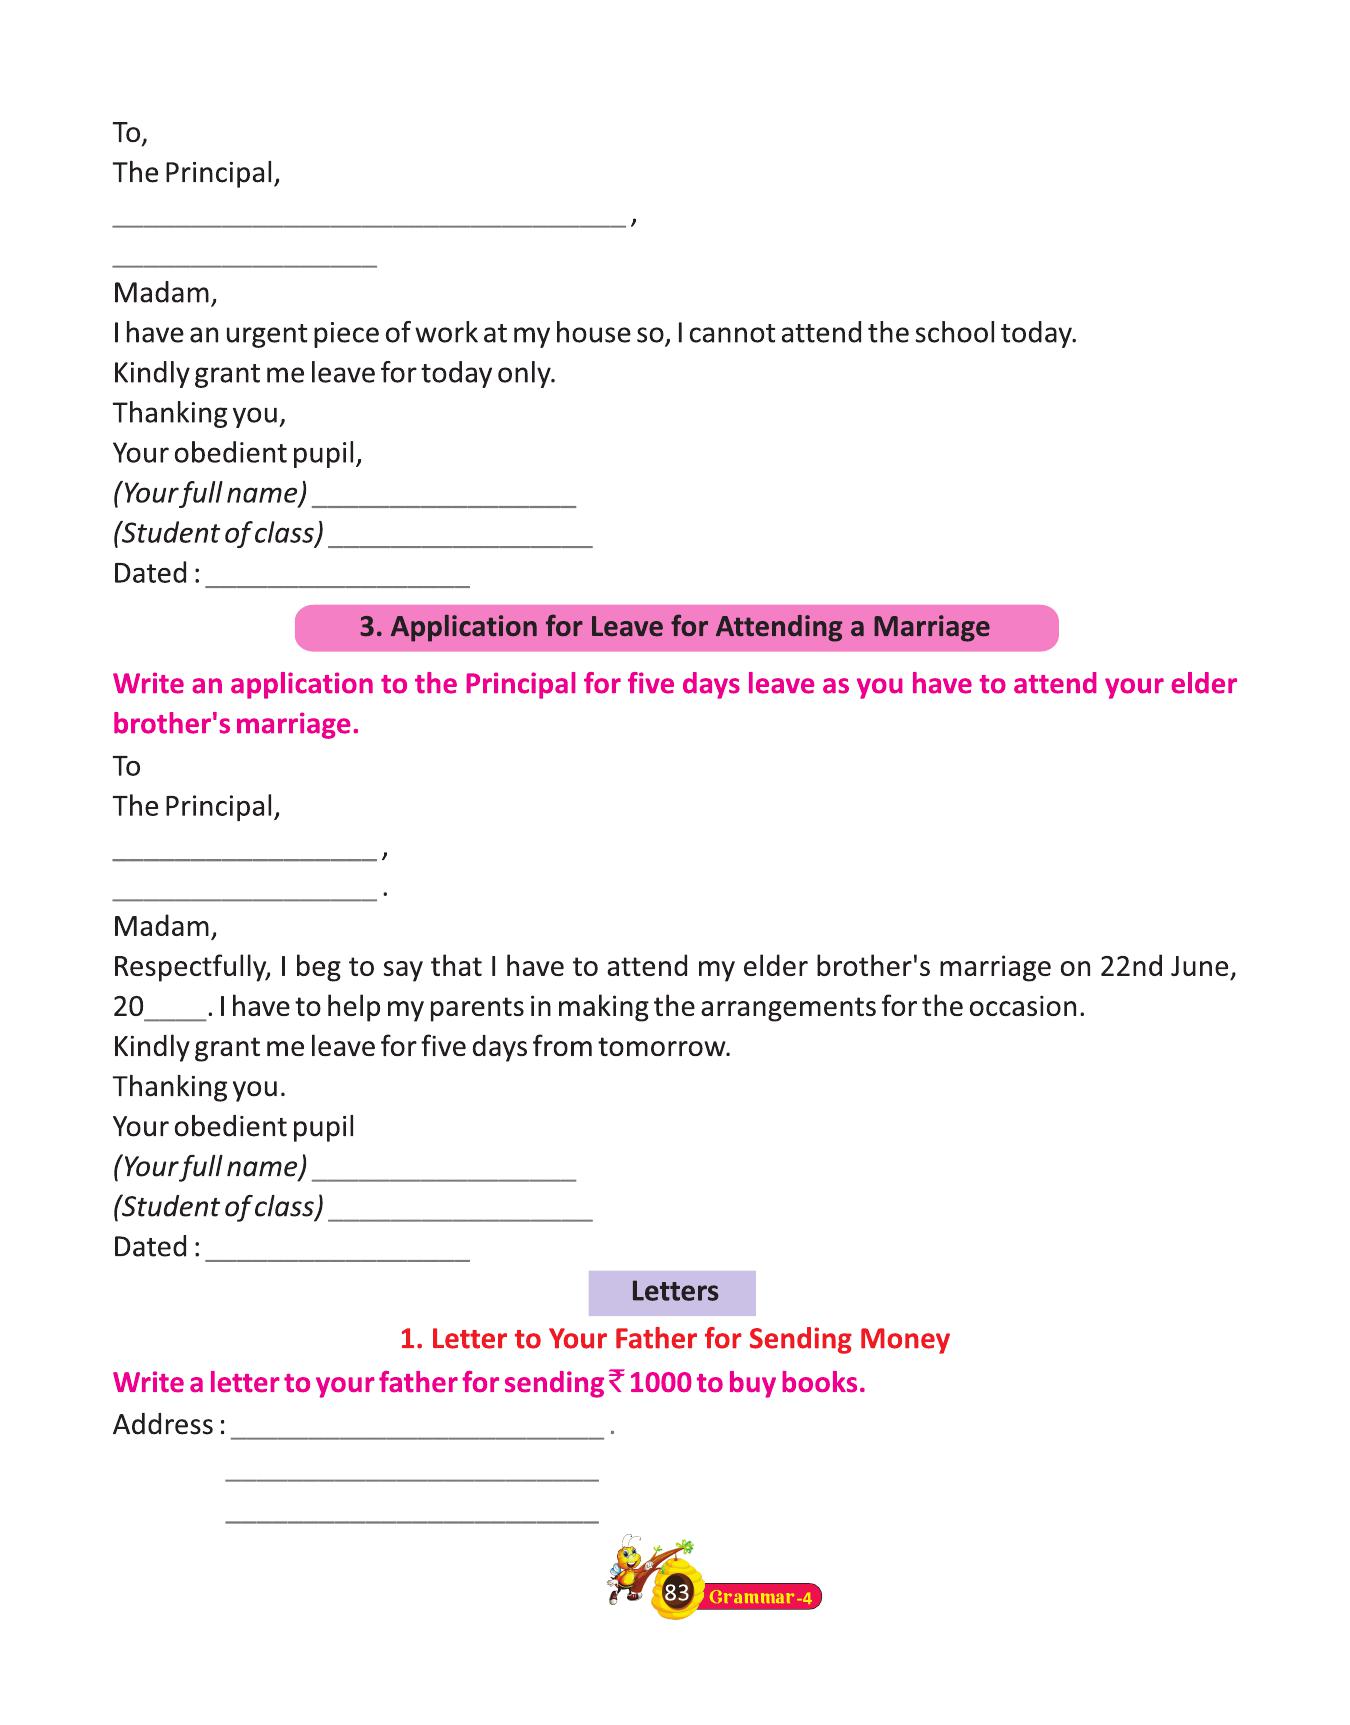 To,
The Principal,
_________________________________ ,
_________________
Madam,
I have an urgent piece of work at my house so, I cannot attend the school today.
Kindly grant me leave for today only.
Thanking you,
Your obedient pupil,
(Your full name) _________________
(Student of class) _________________
Dated : _________________
3. Application for Leave for Attending a Marriage
Write an application to the Principal for five days leave as you have to attend your elder
brother's marriage.
To
The Principal,
_________________ ,
_________________ .
Madam,
Respectfully, I beg to say that I have to attend my elder brother's marriage on 22nd June,
20____. I have to help my parents in making the arrangements for the occasion.
Kindly grant me leave for five days from tomorrow.
Thanking you.
Your obedient pupil
(Your full name) _________________
(Student of class) _________________
Dated : _________________
Letters
1. Letter to Your Father for Sending Money
Write a letter to your father for sending ₹ 1000 to buy books.
Address : ________________________ .
________________________
________________________
83 Grammar-4